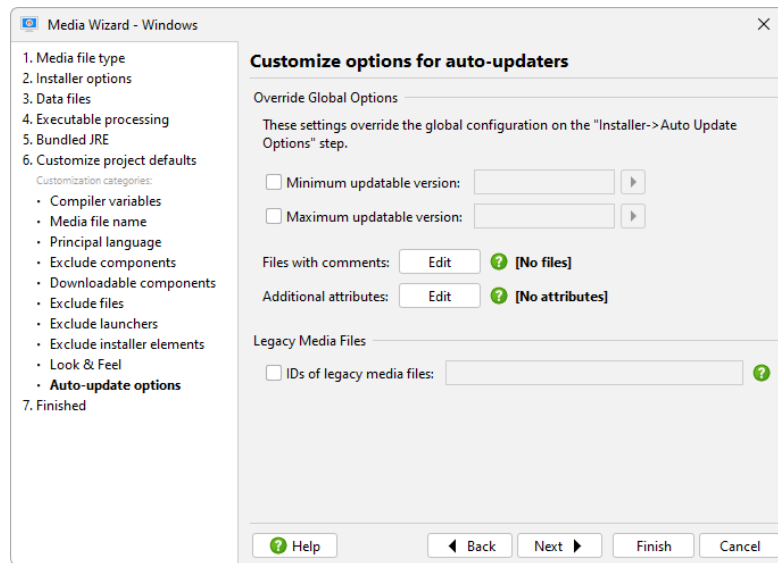 Media Wizard - Windows
1. Media file type
2. Installer options
3. Data files
4. Executable processing
5. Bundled JRE
6. Customize project defaults
Customization categories:
• Compiler variables
• Media file name
• Principal language
• Exclude components
• Downloadable components
• Exclude files
• Exclude launchers
• Exclude installer elements
• Look & Feel
• Auto-update options
7. Finished
Customize options for auto-updaters
Override Global Options
These settings override the global configuration on the "Installer->Auto Update
Options" step.
Minimum updatable version:
Maximum updatable version:
Files with comments: Edit ? [No files]
Additional attributes: Edit ? [No attributes]
Legacy Media Files
IDs of legacy media files: ?
? Help Back Next Finish Cancel